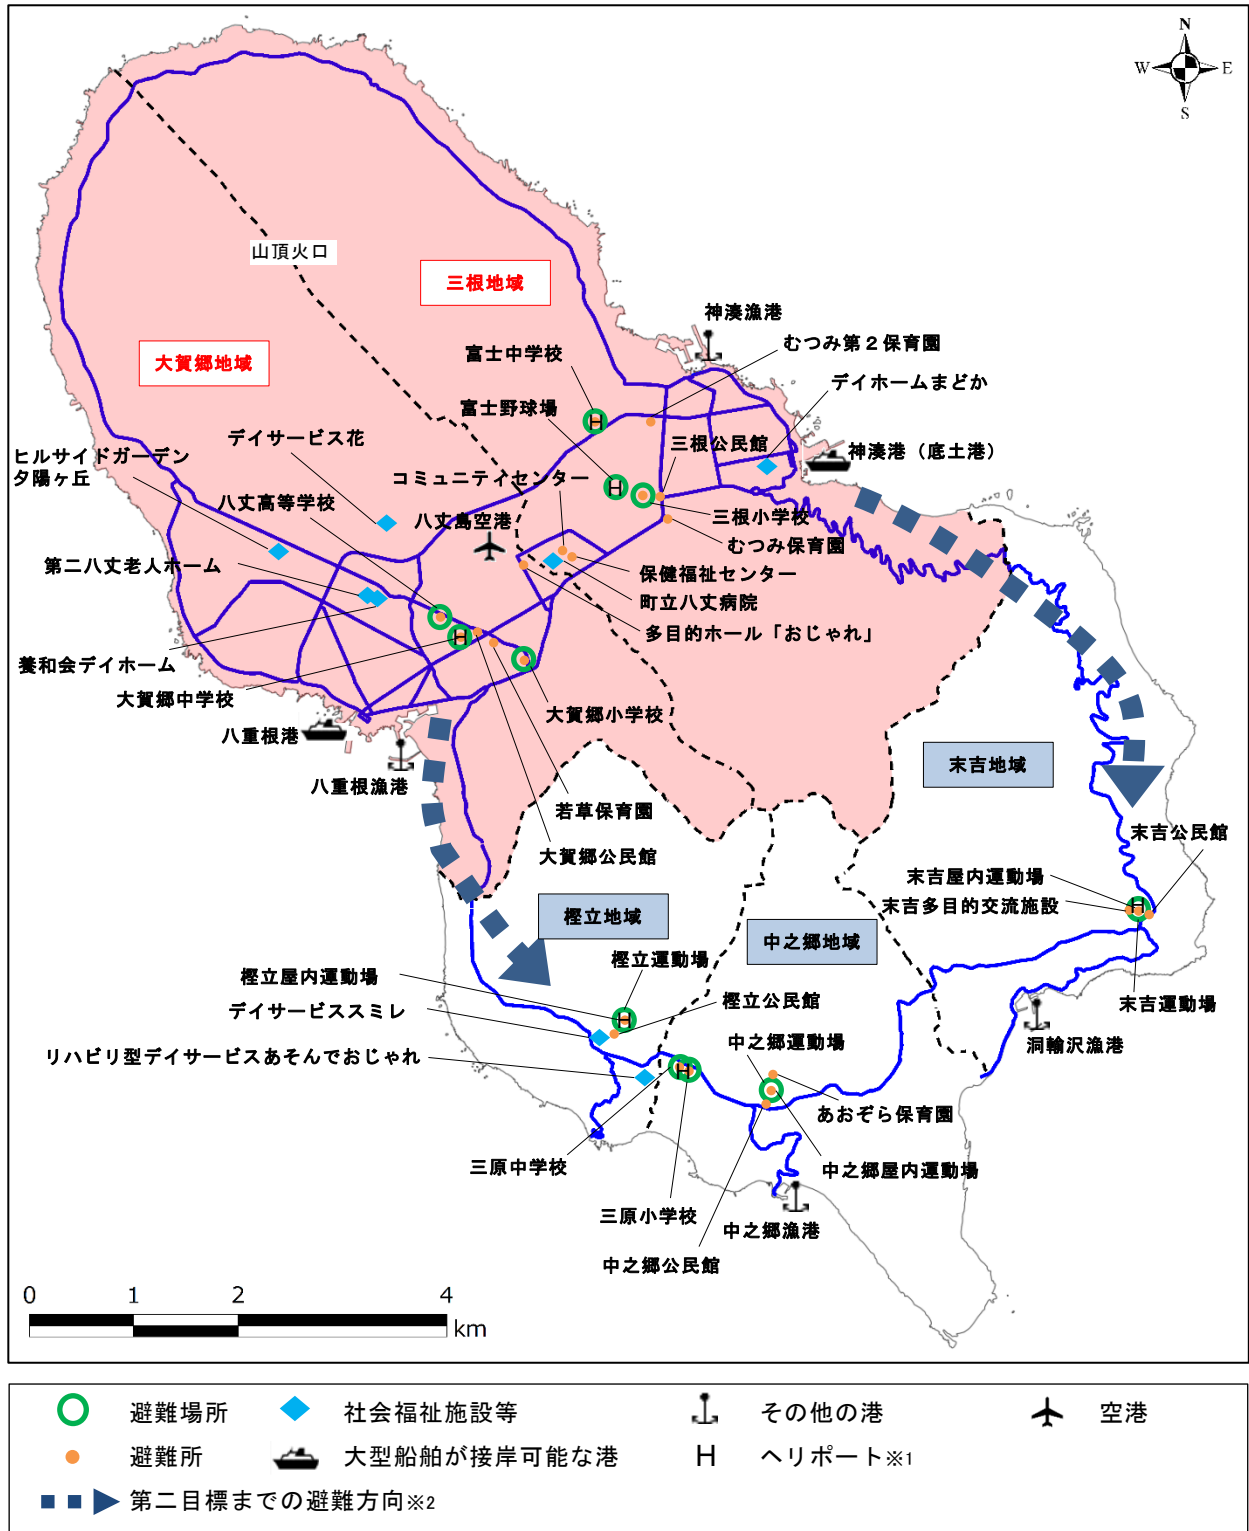 N
W
E
S
山頂火口
三根地域
神湊漁港
むつみ第2保育園
富士中学校
大賀郷地域
デイホームまどか
富士野球場
デイサービス花
三根公民館
神湊港（底土港）
ヒルサイドガーデン
夕陽ヶ丘
コミュニティセンター
八丈高等学校
八丈島空港
三根小学校
むつみ保育園
第二八丈老人ホーム
保健福祉センター
町立八丈病院
多目的ホール「おじゃれ」
養和会デイホーム
大賀郷中学校
大賀郷小学校
八重根港
末吉地域
八重根漁港
若草保育園
末吉公民館
大賀郷公民館
末吉屋内運動場
末吉多目的交流施設
樫立地域
中之郷地域
樫立運動場
樫立屋内運動場
樫立公民館
末吉運動場
デイサービススミレ
中之郷運動場
洞輪沢漁港
リハビリ型デイサービスあそんでおじゃれ
あおぞら保育園
三原中学校
中之郷屋内運動場
三原小学校
中之郷漁港
中之郷公民館
0 1 2 4
km
避難場所
社会福祉施設等
その他の港
空港
避難所
大型船舶が接岸可能な港
H ヘリポート※1
第二目標までの避難方向※2